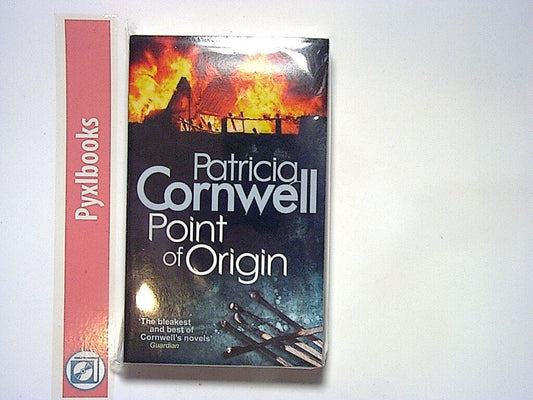 Pyxlbooks
Patricia
Cornwell
Point
of Origin
'The bleakest
and best of
Cornwell's novels'
Guardian